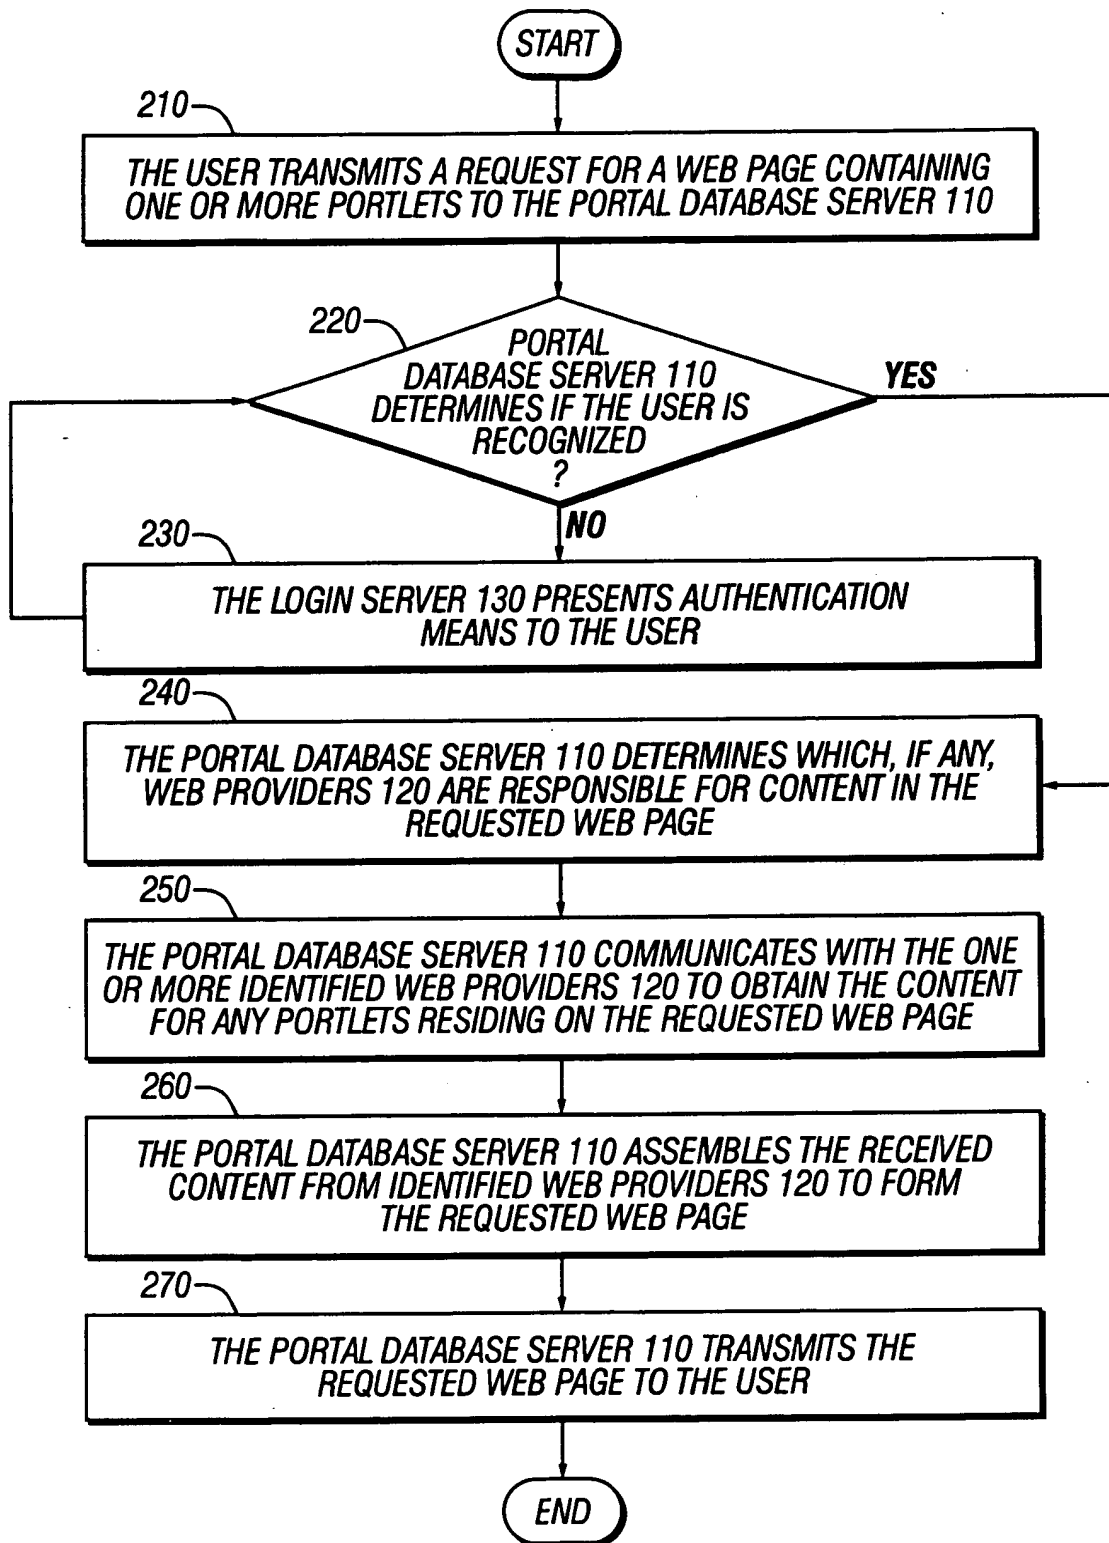 START
210
THE USER TRANSMITS A REQUEST FOR A WEB PAGE CONTAINING
ONE OR MORE PORTLETS TO THE PORTAL DATABASE SERVER 110
220
PORTAL
DATABASE SERVER 110
DETERMINES IF THE USER IS
RECOGNIZED
?
YES
NO
230
THE LOGIN SERVER 130 PRESENTS AUTHENTICATION
MEANS TO THE USER
240
THE PORTAL DATABASE SERVER 110 DETERMINES WHICH, IF ANY,
WEB PROVIDERS 120 ARE RESPONSIBLE FOR CONTENT IN THE
REQUESTED WEB PAGE
250
THE PORTAL DATABASE SERVER 110 COMMUNICATES WITH THE ONE
OR MORE IDENTIFIED WEB PROVIDERS 120 TO OBTAIN THE CONTENT
FOR ANY PORTLETS RESIDING ON THE REQUESTED WEB PAGE
260
THE PORTAL DATABASE SERVER 110 ASSEMBLES THE RECEIVED
CONTENT FROM IDENTIFIED WEB PROVIDERS 120 TO FORM
THE REQUESTED WEB PAGE
270
THE PORTAL DATABASE SERVER 110 TRANSMITS THE
REQUESTED WEB PAGE TO THE USER
END